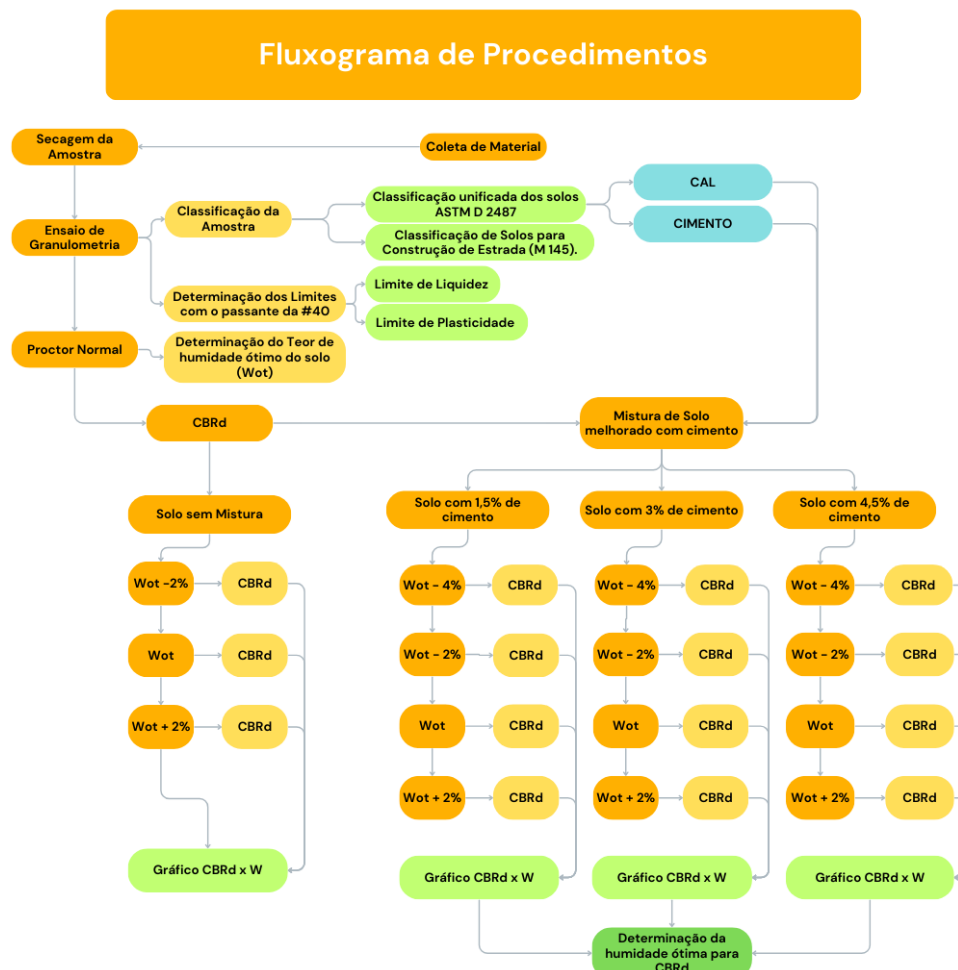 Fluxograma de Procedimentos
Secagem da
Amostra
Coleta de Material
Ensaio de
Granulometria
Classificação da
Amostra
Classificação unificada dos solos
ASTM D 2487
Classificação de Solos para
Construção de Estrada (M 145).
CAL
CIMENTO
Determinação dos Limites
com o passante da #40
Limite de Liquidez
Limite de Plasticidade
Proctor Normal
Determinação do Teor de
humidade ótimo do solo
(Wot)
CBRd
Mistura de Solo
melhorado com cimento
Solo sem Mistura
Solo com 1,5% de
cimento
Solo com 3% de cimento
Solo com 4,5% de
cimento
Wot -2%
CBRd
Wot
CBRd
Wot + 2%
CBRd
Gráfico CBRd x W
Wot - 4%
CBRd
Wot - 2%
CBRd
Wot
CBRd
Wot + 2%
CBRd
Gráfico CBRd x W
Wot - 4%
CBRd
Wot - 2%
CBRd
Wot
CBRd
Wot + 2%
CBRd
Gráfico CBRd x W
Wot - 4%
CBRd
Wot - 2%
CBRd
Wot
CBRd
Wot + 2%
CBRd
Gráfico CBRd x W
Determinação da
humidade ótima para
CBRd